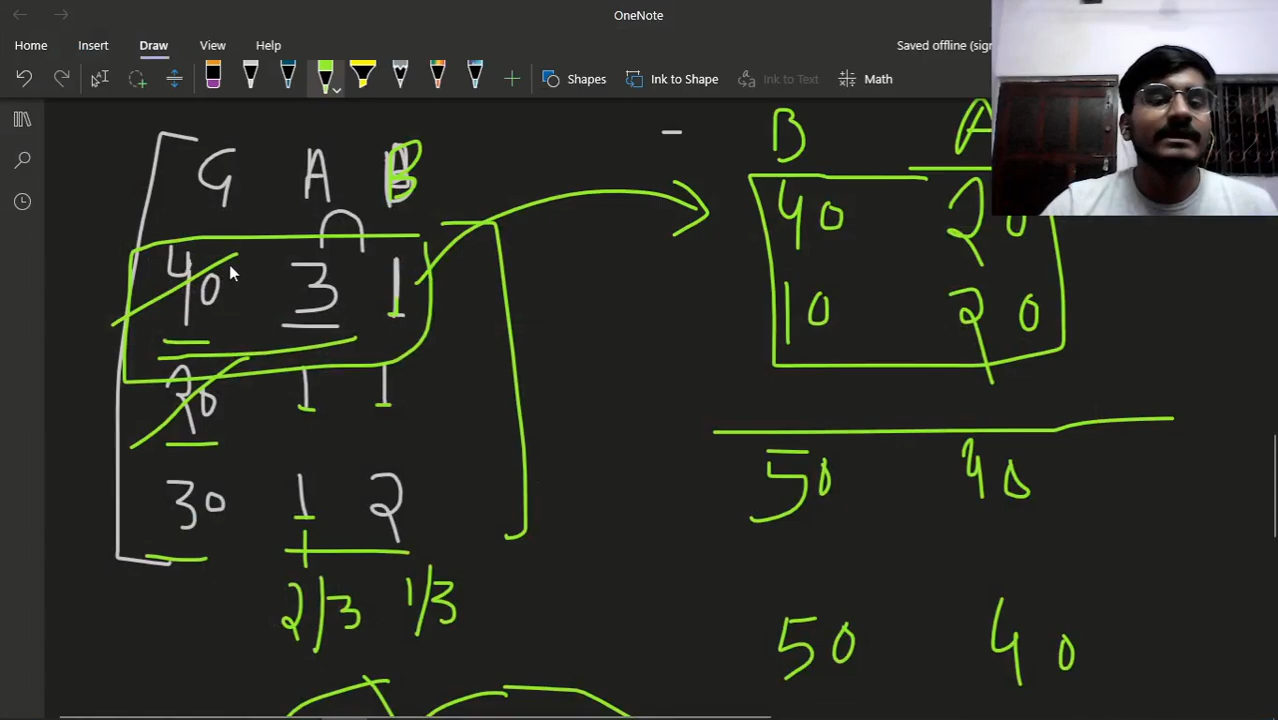 OneNote
Home Insert Draw View Help
Saved offline (sign
Shapes Ink to Shape Ink to Text Math
G A B
40 3 1
20 1 1
30 1 2
2/3 1/3
B A
40 20
10 20
50 40
50 40